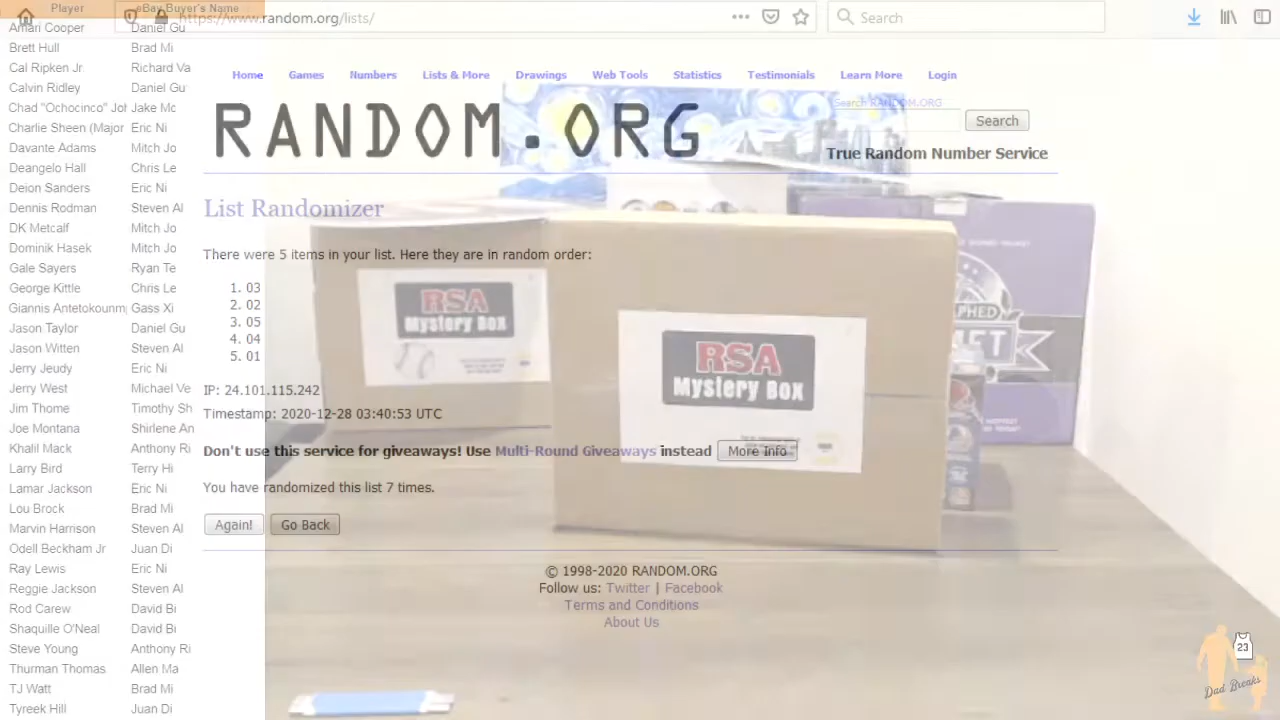 Player eBay Buyer's Name
https://www.random.org/lists/
Search
Amari Cooper Daniel Gu
Brett Hull Brad Mi
Cal Ripken Jr Richard Va
Calvin Ridley Daniel Gu
Chad "Ochocinco" Joh Jake Mc
Charlie Sheen (Major Eric Ni
Davante Adams Mitch Jo
Deangelo Hall Chris Le
Deion Sanders Eric Ni
Dennis Rodman Steven Al
DK Metcalf Mitch Jo
Dominik Hasek Mitch Jo
Gale Sayers Ryan Te
George Kittle Chris Le
Giannis Antetokounmp Gass Xi
Jason Taylor Daniel Gu
Jason Witten Steven Al
Jerry Jeudy Eric Ni
Jerry West Michael Ve
Jim Thome Timothy Sh
Joe Montana Shirlene An
Khalil Mack Anthony Ri
Larry Bird Terry Hi
Lamar Jackson Eric Ni
Lou Brock Brad Mi
Marvin Harrison Steven Al
Odell Beckham Jr Juan Di
Ray Lewis Eric Ni
Reggie Jackson Steven Al
Rod Carew David Bi
Shaquille O'Neal David Bi
Steve Young Anthony Ri
Thurman Thomas Allen Ma
TJ Watt Brad Mi
Tyreek Hill Juan Di
Home Games Numbers Lists & More Drawings Web Tools Statistics Testimonials Learn More Login
RANDOM.ORG
Search RANDOM.ORG
Search
True Random Number Service
List Randomizer
There were 5 items in your list. Here they are in random order:
1. 03
2. 02
3. 05
4. 04
5. 01
IP: 24.101.115.242
Timestamp: 2020-12-28 03:40:53 UTC
Don't use this service for giveaways! Use Multi-Round Giveaways instead More Info
You have randomized this list 7 times.
Again! Go Back
© 1998-2020 RANDOM.ORG
Follow us: Twitter | Facebook
Terms and Conditions
About Us
RSA
Mystery Box
RSA
Mystery Box
23
Dad Breaks